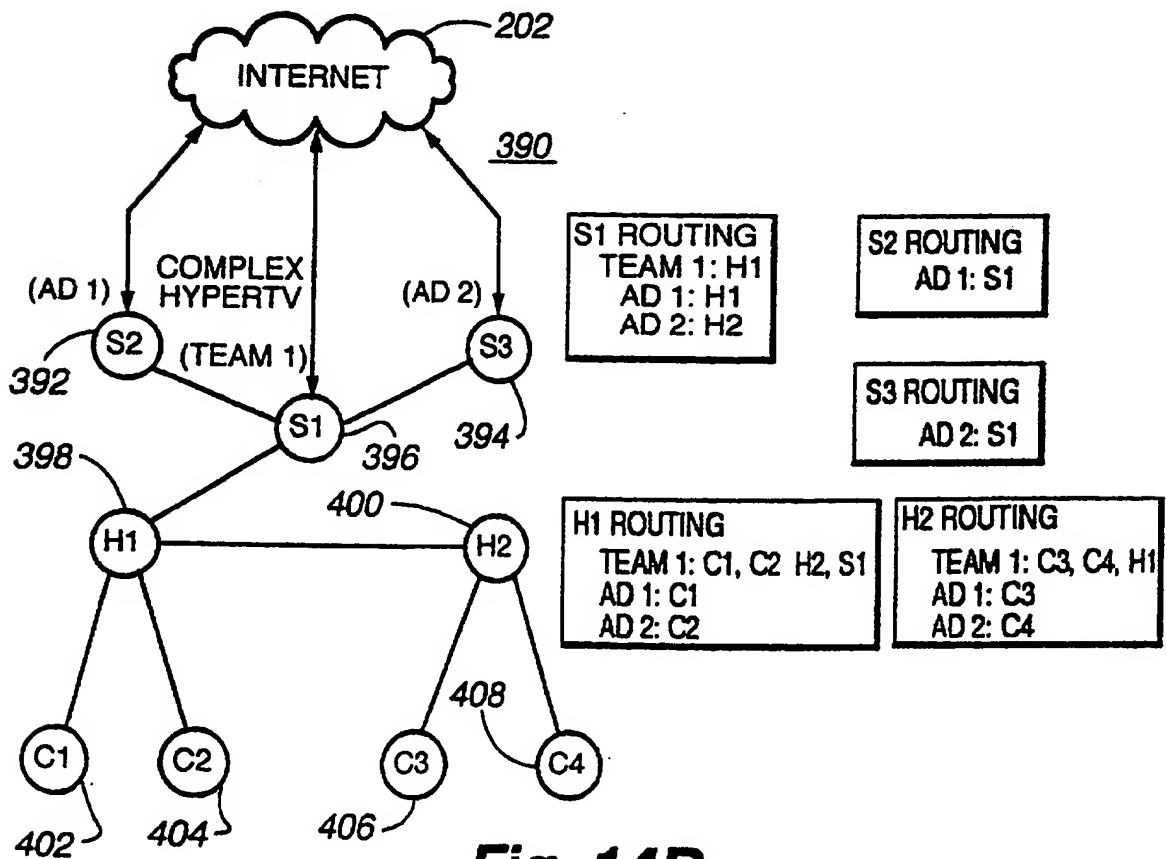 202
INTERNET
390
COMPLEX
HYPERTV
(AD 1)
(AD 2)
(TEAM 1)
S2
S3
S1
392
394
396
398
400
H1
H2
C1
C2
C3
C4
402
404
406
408
S1 ROUTING
TEAM 1: H1
AD 1: H1
AD 2: H2
S2 ROUTING
AD 1: S1
S3 ROUTING
AD 2: S1
H1 ROUTING
TEAM 1: C1, C2 H2, S1
AD 1: C1
AD 2: C2
H2 ROUTING
TEAM 1: C3, C4, H1
AD 1: C3
AD 2: C4